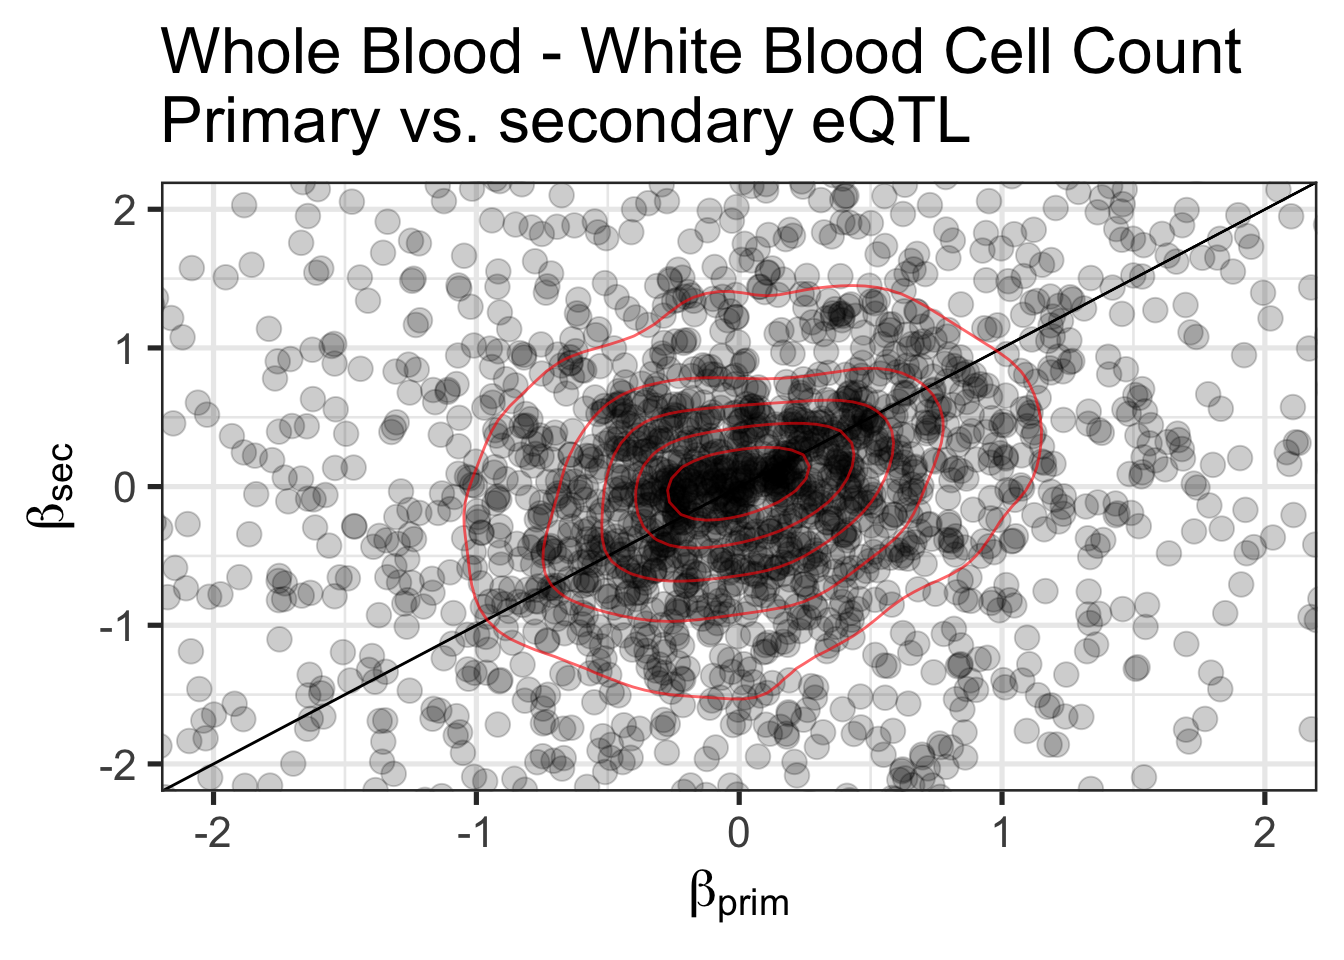 Whole Blood - White Blood Cell Count
Primary vs. secondary eQTL
2
1
0
-1
-2
βsec
-2 -1 0 1 2
βprim